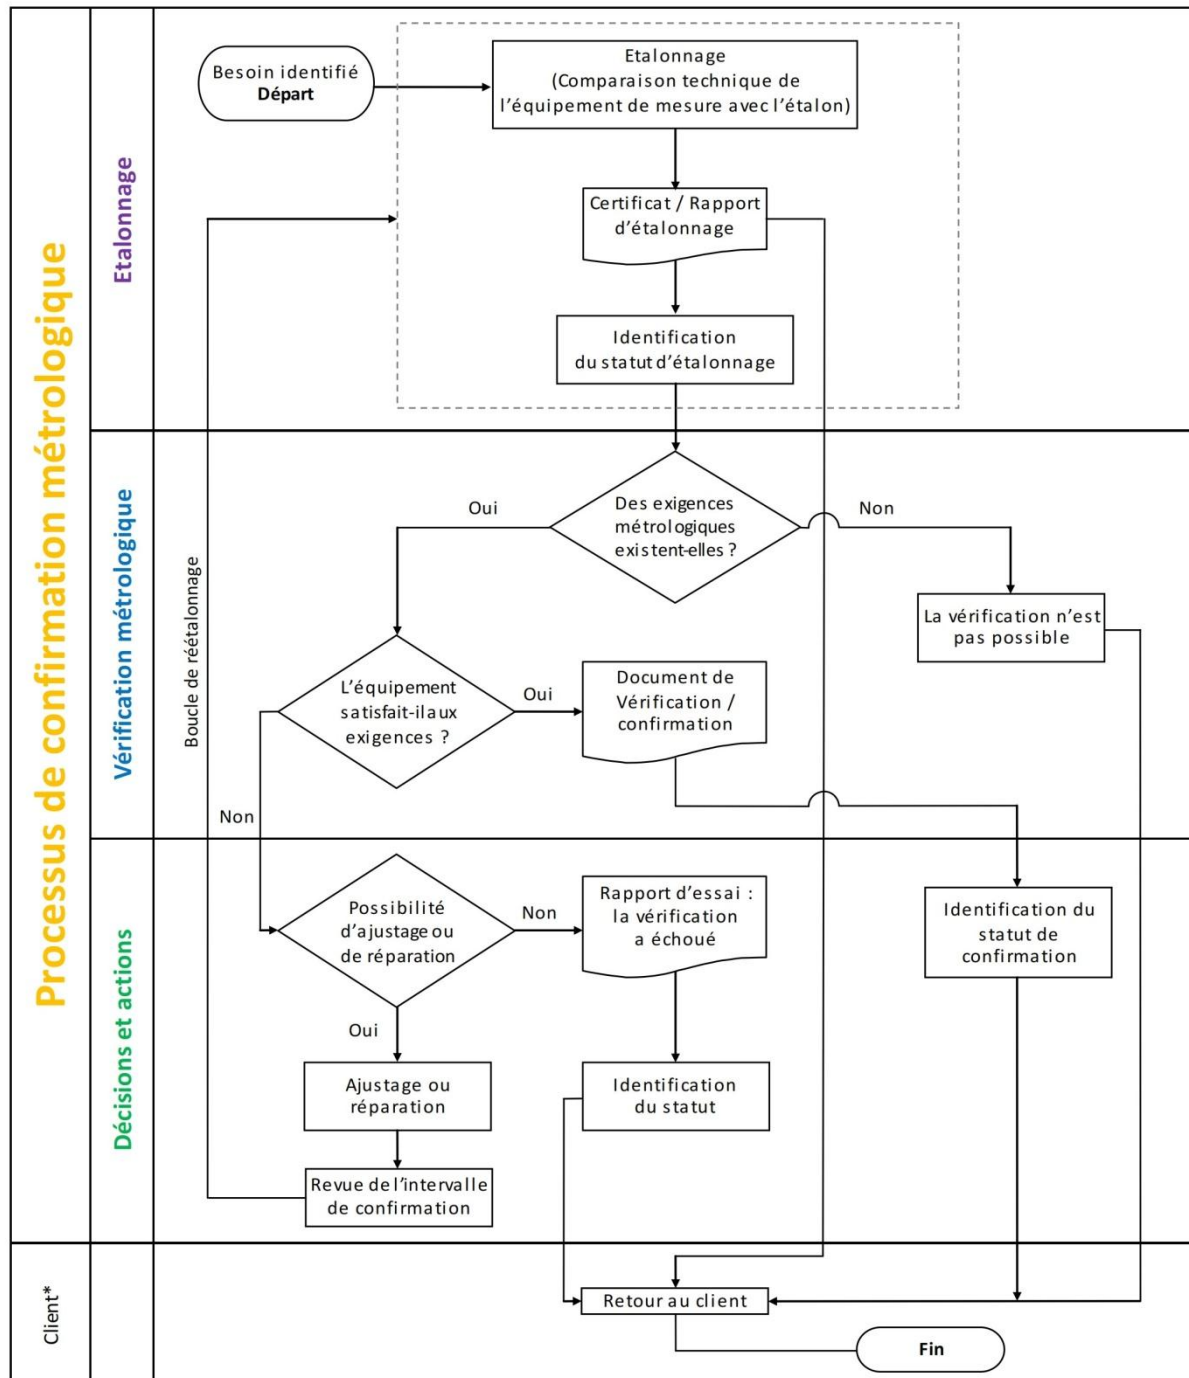 Processus de confirmation métrologique
Etalonnage
Besoin identifié
Départ
Etalonnage
(Comparaison technique de
l'équipement de mesure avec l'étalon)
Certificat / Rapport
d'étalonnage
Identification
du statut d'étalonnage
Vérification métrologique
Boucle de réétalonnage
Des exigences
métrologiques
existent-elles ?
Oui
Non
La vérification n'est
pas possible
L'équipement
satisfait-il aux
exigences ?
Oui
Document de
Vérification /
confirmation
Non
Décisions et actions
Possibilité
d'ajustage ou
de réparation
Non
Rapport d'essai :
la vérification
a échoué
Identification du
statut de
confirmation
Oui
Ajustage ou
réparation
Identification
du statut
Revue de l'intervalle
de confirmation
Client*
Retour au client
Fin